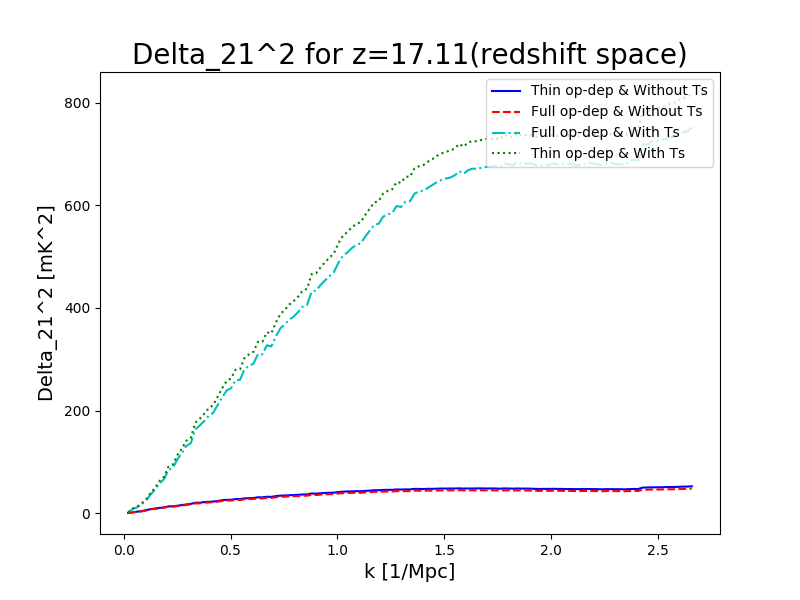 Delta_21^2 for z=17.11(redshift space)
Thin op-dep & Without Ts
Full op-dep & Without Ts
Full op-dep & With Ts
Thin op-dep & With Ts
Delta_21^2 [mK^2]
800
600
400
200
0
0.0 0.5 1.0 1.5 2.0 2.5
k [1/Mpc]